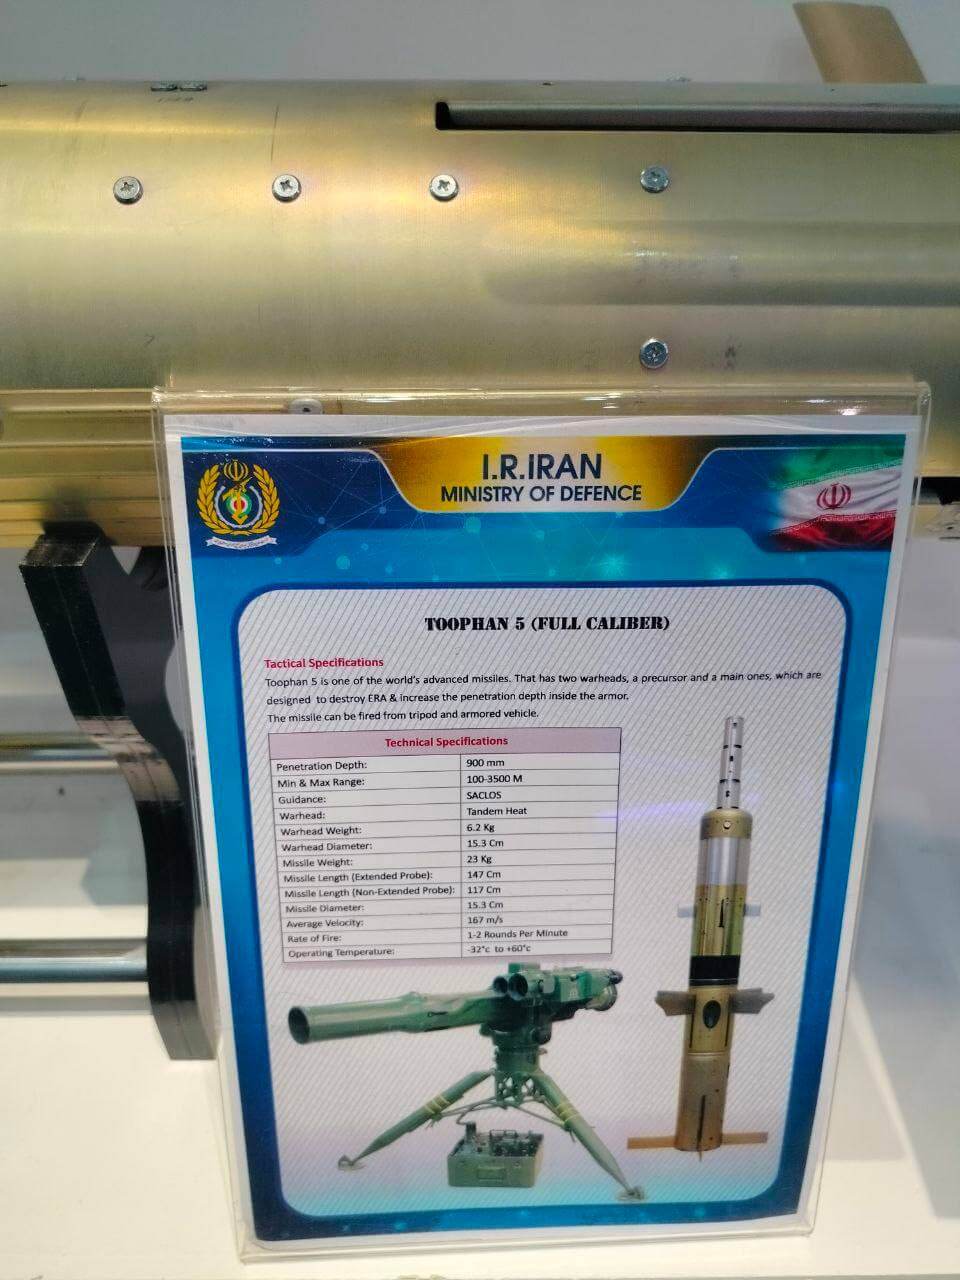 I.R.IRAN
MINISTRY OF DEFENCE
TOOPHAN 5 (FULL CALIBER)
Tactical Specifications
Toophan 5 is one of the world's advanced missiles. That has two warheads, a precursor and a main ones, which are
designed to destroy ERA & increase the penetration depth inside the armor.
The missile can be fired from tripod and armored vehicle.
Technical Specifications
Penetration Depth: 900 mm
Min & Max Range: 100-3500 M
Guidance: SACLOS
Warhead: Tandem Heat
Warhead Weight: 6.2 Kg
Warhead Diameter: 15.3 Cm
Missile Weight: 23 Kg
Missile Length (Extended Probe): 147 Cm
Missile Length (Non-Extended Probe): 117 Cm
Missile Diameter: 15.3 Cm
Average Velocity: 167 m/s
Rate of Fire: 1-2 Rounds Per Minute
Operating Temperature: -32°c to +60°c